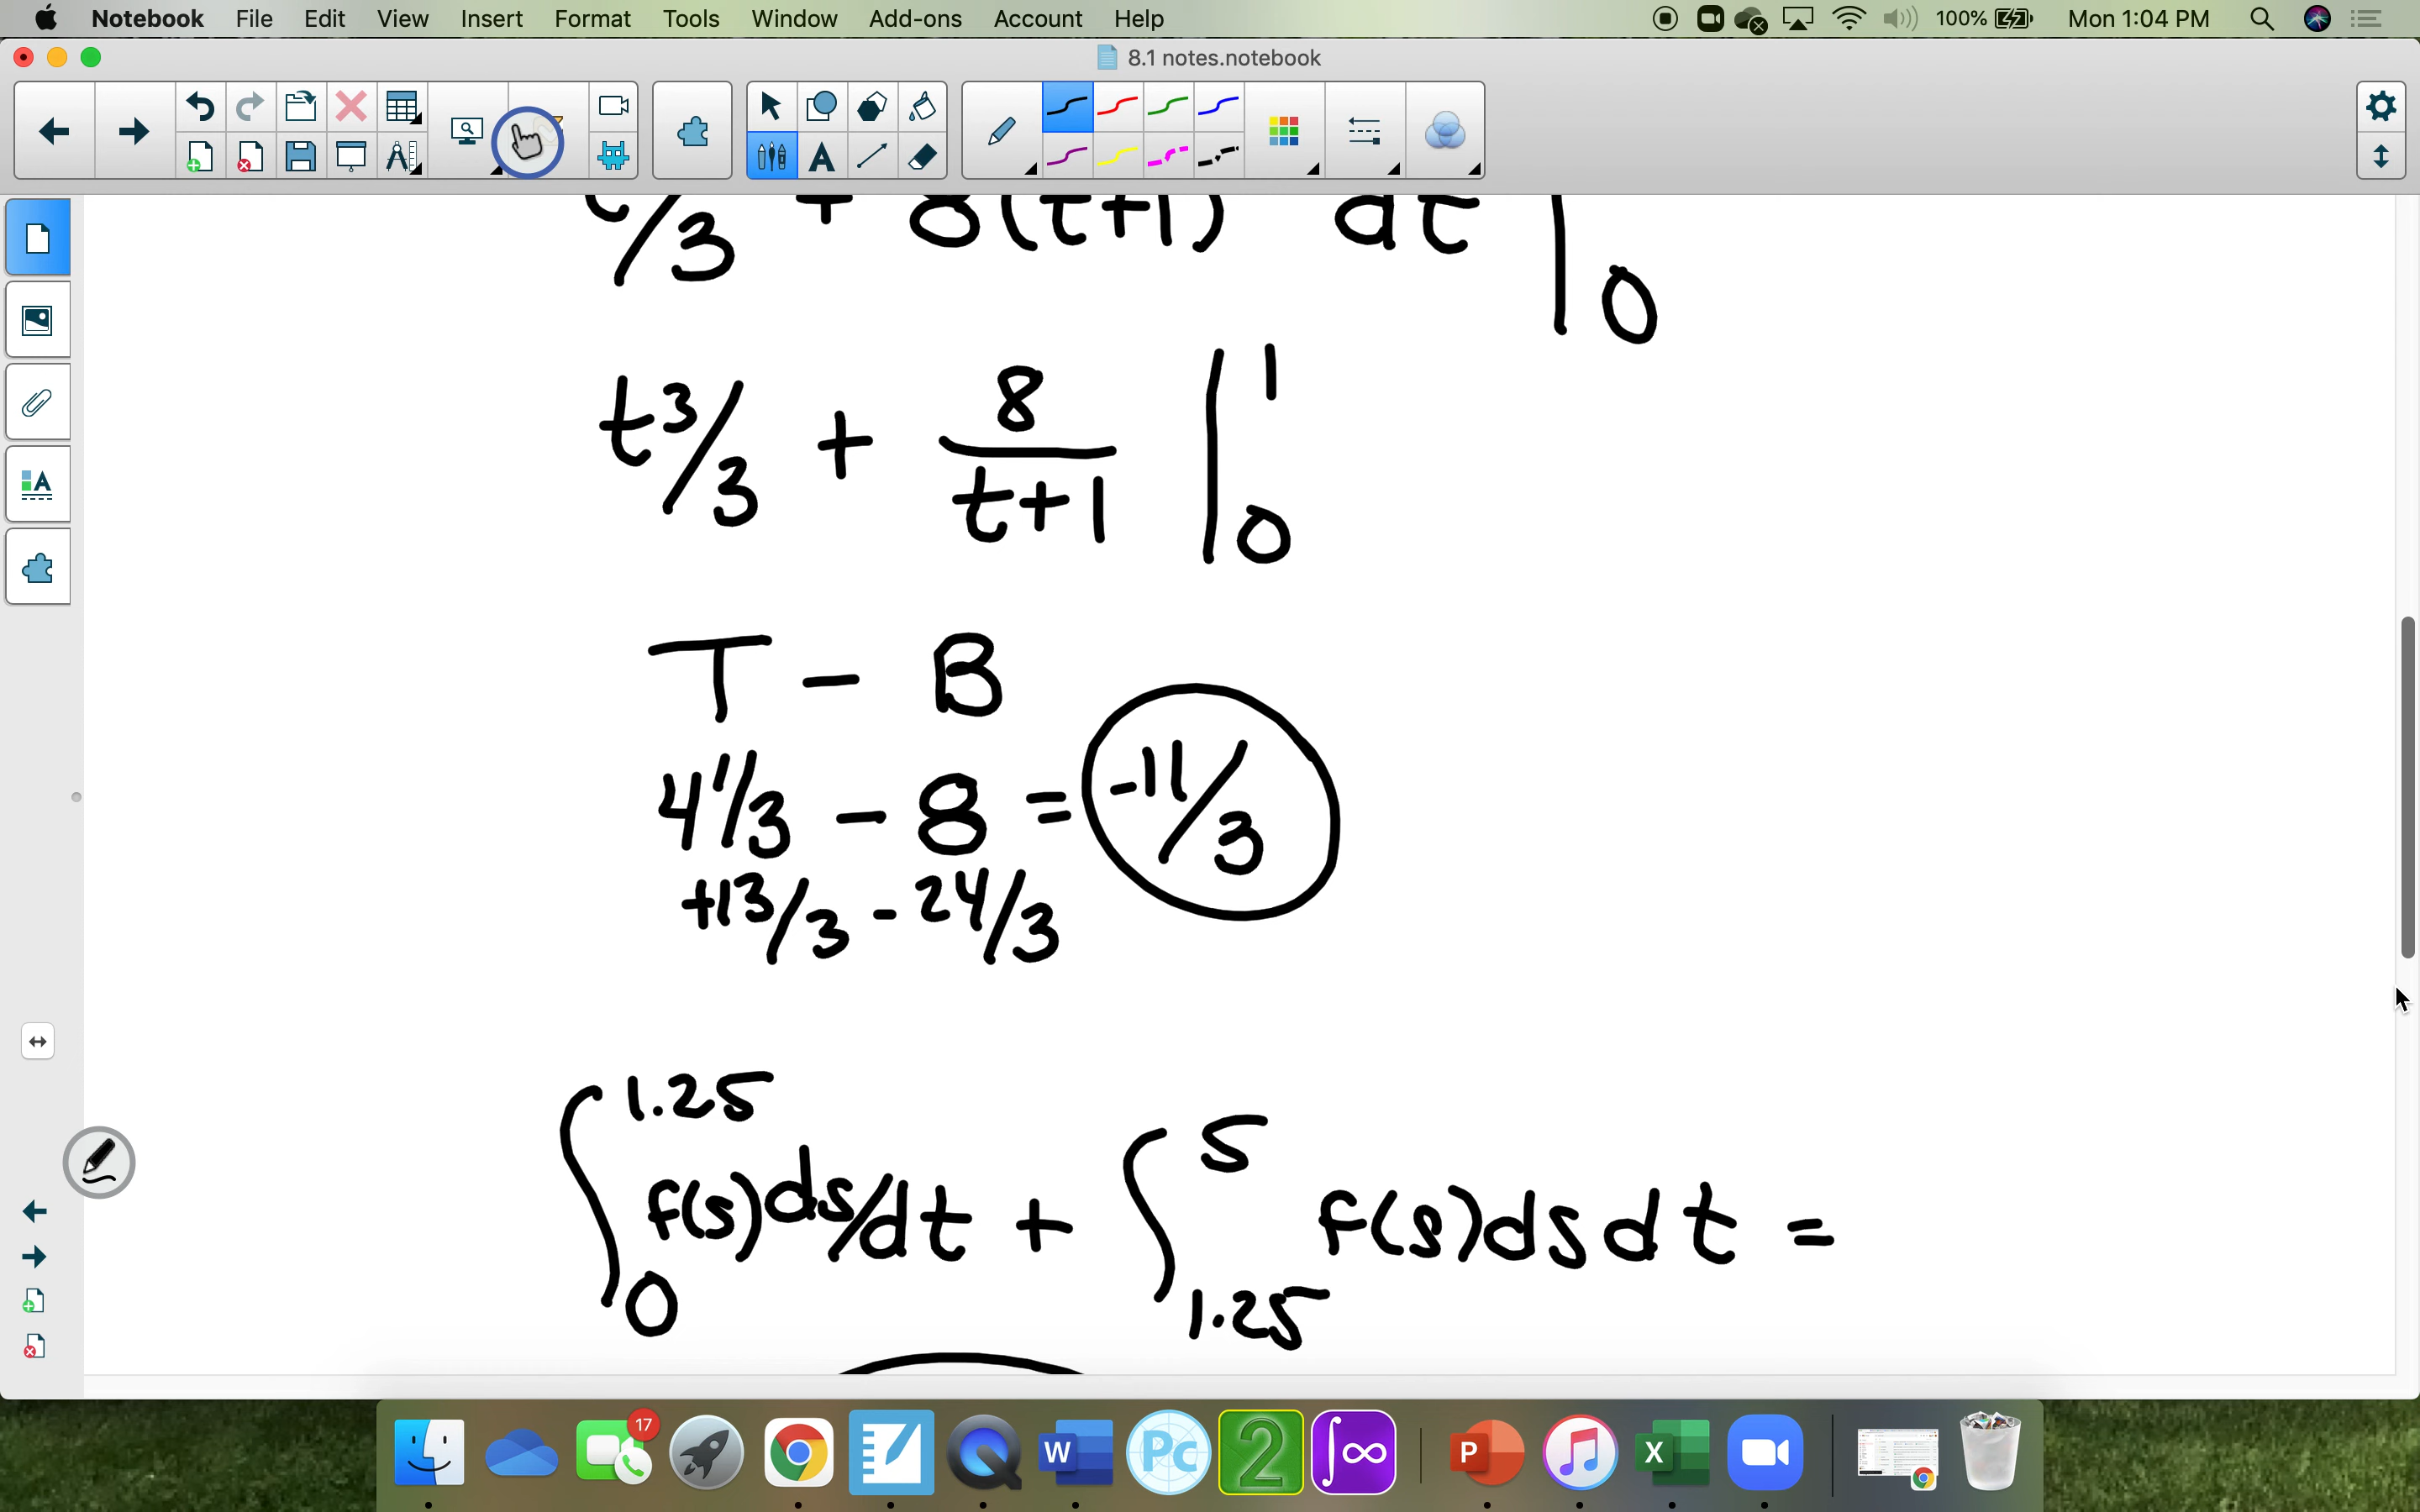 Notebook File Edit View Insert Format Tools Window Add-ons Account Help 100% Mon 1:04 PM
8.1 notes.notebook
A
A
/3 + 8(t+1) dt | 0
t³/3 + 8/t+1 | 1 0
T - B
4 1/3 - 8 = -11/3
+13/3 - 24/3
∫ 1.25 0 f(s)ds/dt + ∫ 5 1.25 f(s)dsdt =
17
W Pc 2 ∫∞ P X